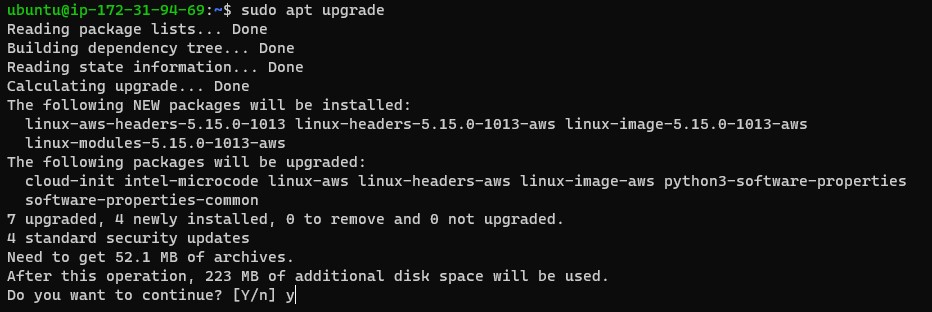 ubuntu@ip-172-31-94-69:~$ sudo apt upgrade
Reading package lists... Done
Building dependency tree... Done
Reading state information... Done
Calculating upgrade... Done
The following NEW packages will be installed:
  linux-aws-headers-5.15.0-1013 linux-headers-5.15.0-1013-aws linux-image-5.15.0-1013-aws
  linux-modules-5.15.0-1013-aws
The following packages will be upgraded:
  cloud-init intel-microcode linux-aws linux-headers-aws linux-image-aws python3-software-properties
  software-properties-common
7 upgraded, 4 newly installed, 0 to remove and 0 not upgraded.
4 standard security updates
Need to get 52.1 MB of archives.
After this operation, 223 MB of additional disk space will be used.
Do you want to continue? [Y/n] y